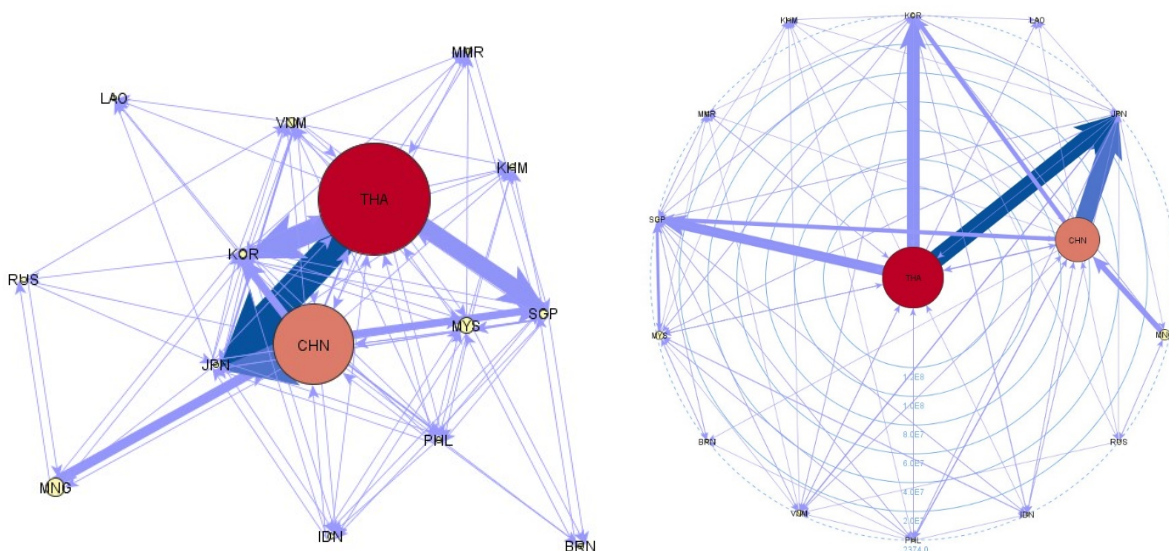 MMR
LAO
VNM
KHM
THA
KOR
RUS
SGP
MYS
CHN
JPN
PHL
MNG
IDN
BRN
KOR
KHM
LAO
MMR
JPN
SGP
CHN
THA
MYS
MNG
1.2E8
1.0E8
8.0E7
BRN
RUS
6.0E7
4.0E7
VNM
IDN
2.0E7
PHL
2374.0